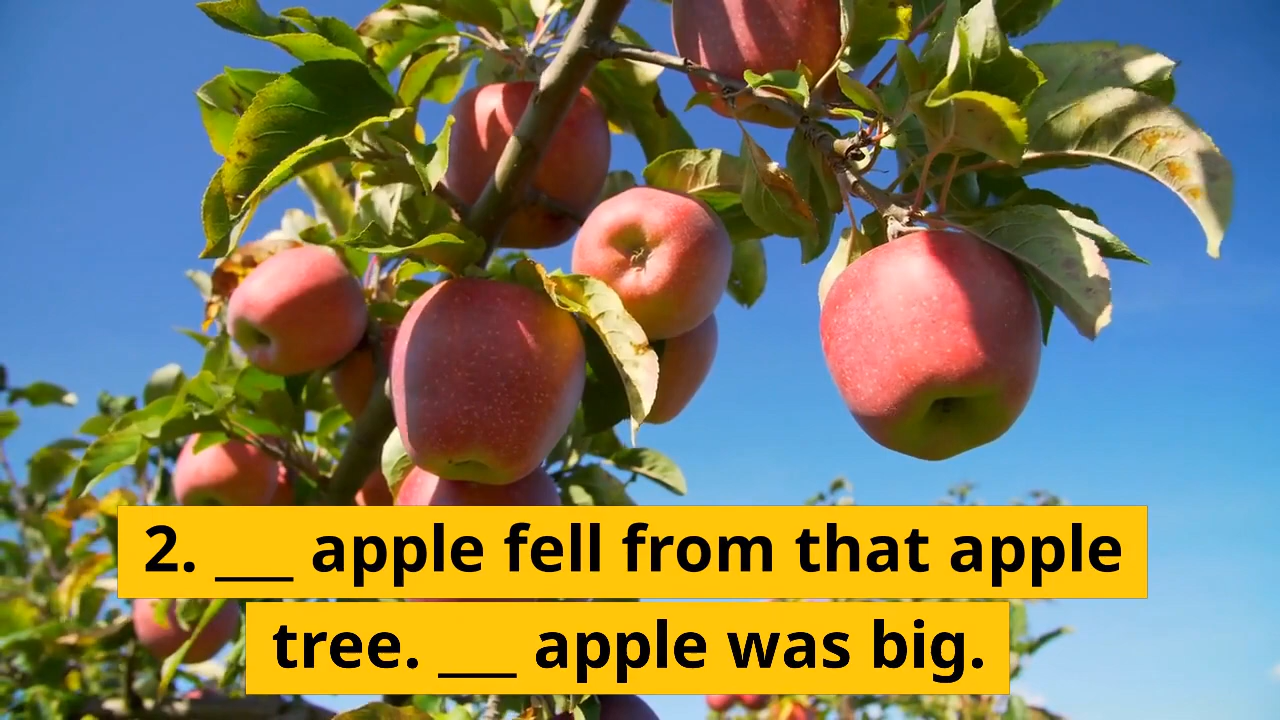 2. ___ apple fell from that apple
tree. ___ apple was big.